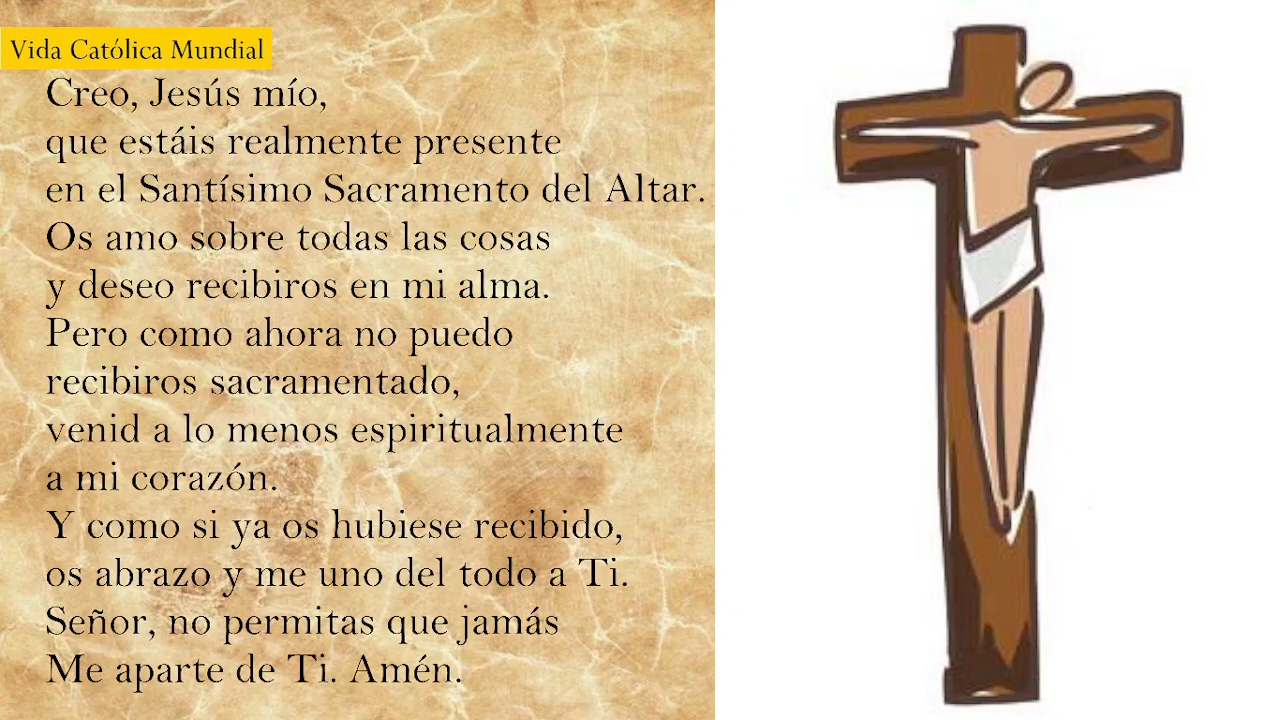 Vida Católica Mundial
Creo, Jesús mío,
que estáis realmente presente
en el Santísimo Sacramento del Altar.
Os amo sobre todas las cosas
y deseo recibiros en mi alma.
Pero como ahora no puedo
recibiros sacramentado,
venid a lo menos espiritualmente
a mi corazón.
Y como si ya os hubiese recibido,
os abrazo y me uno del todo a Ti.
Señor, no permitas que jamás
Me aparte de Ti. Amén.